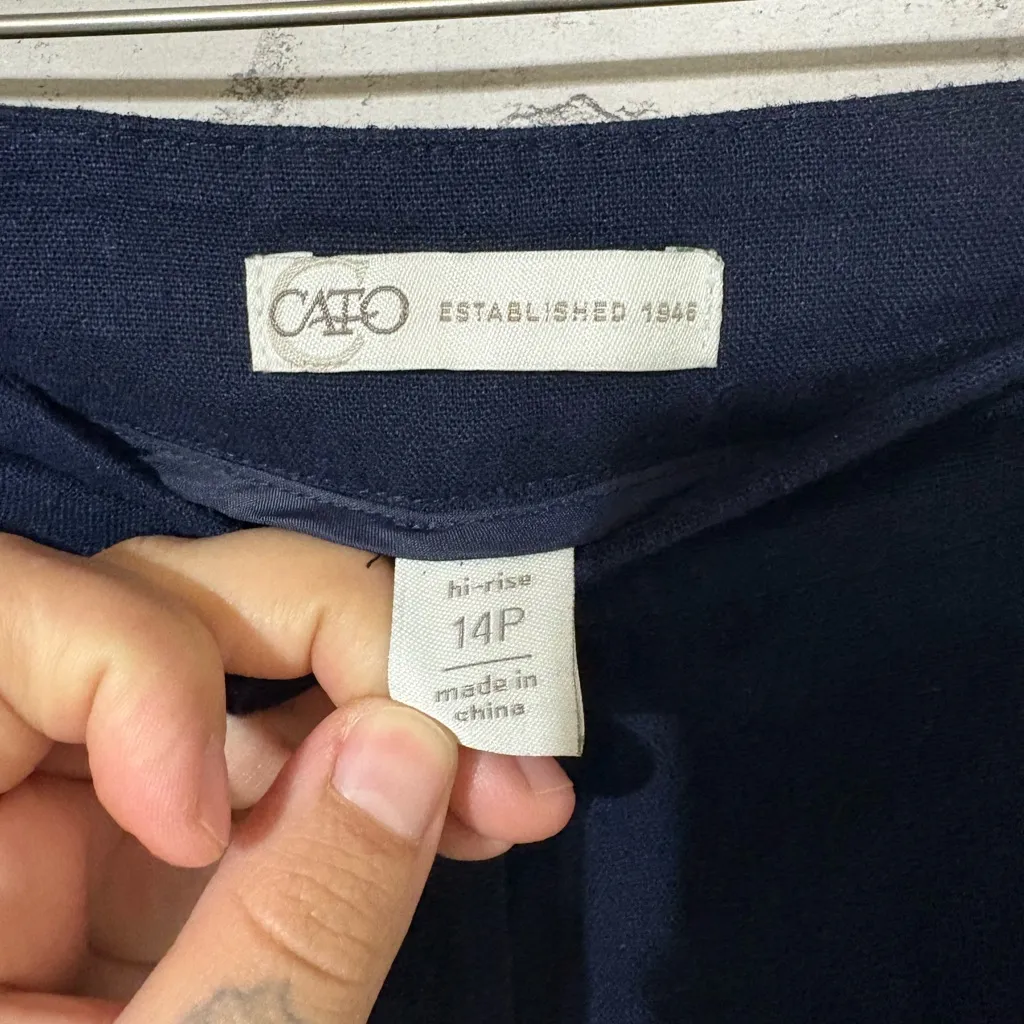 CATO ESTABLISHED 1946
hi-rise
14P
made in
china